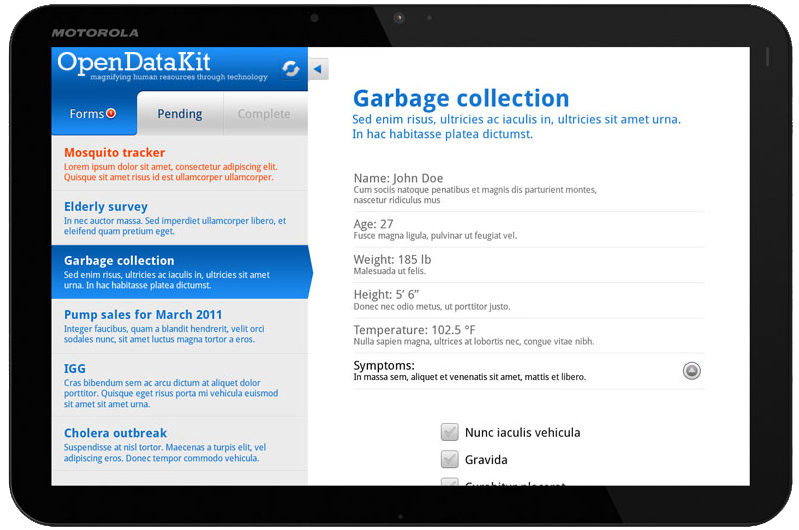 MOTOROLA
OpenDataKit
magnifying human resources through technology
Forms
Pending
Complete
Mosquito tracker
Lorem ipsum dolor sit amet, consectetur adipiscing elit.
Quisque sit amet risus id est ullamcorper ullamcorper.
Elderly survey
In nec auctor massa. Sed imperdiet ullamcorper libero, et
eleifend quam pretium eget.
Garbage collection
Sed enim risus, ultricies ac iaculis in, ultricies sit amet
urna. In hac habitasse platea dictumst.
Pump sales for March 2011
Integer faucibus, quam a blandit hendrerit, velit orci
sodales nunc, sit amet luctus magna tortor a eros.
IGG
Cras bibendum sem ac arcu dictum at aliquet dolor
porttitor. Quisque eget risus porta mi vehicula euismod
sit amet sit amet urna.
Cholera outbreak
Suspendisse at nisl tortor. Maecenas a turpis elit, vel
adipiscing eros. Donec tempor commodo vehicula.
Garbage collection
Sed enim risus, ultricies ac iaculis in, ultricies sit amet urna.
In hac habitasse platea dictumst.
Name: John Doe
Cum sociis natoque penatibus et magnis dis parturient montes,
nascetur ridiculus mus
Age: 27
Fusce magna ligula, pulvinar ut feugiat vel.
Weight: 185 lb
Malesuada ut felis.
Height: 5’ 6”
Donec nec odio metus, ut porttitor justo.
Temperature: 102.5 °F
Nulla sapien magna, ultrices at lobortis nec, congue vitae nibh.
Symptoms:
In massa sem, aliquet et venenatis sit amet, mattis et libero.
Nunc iaculis vehicula
Gravida